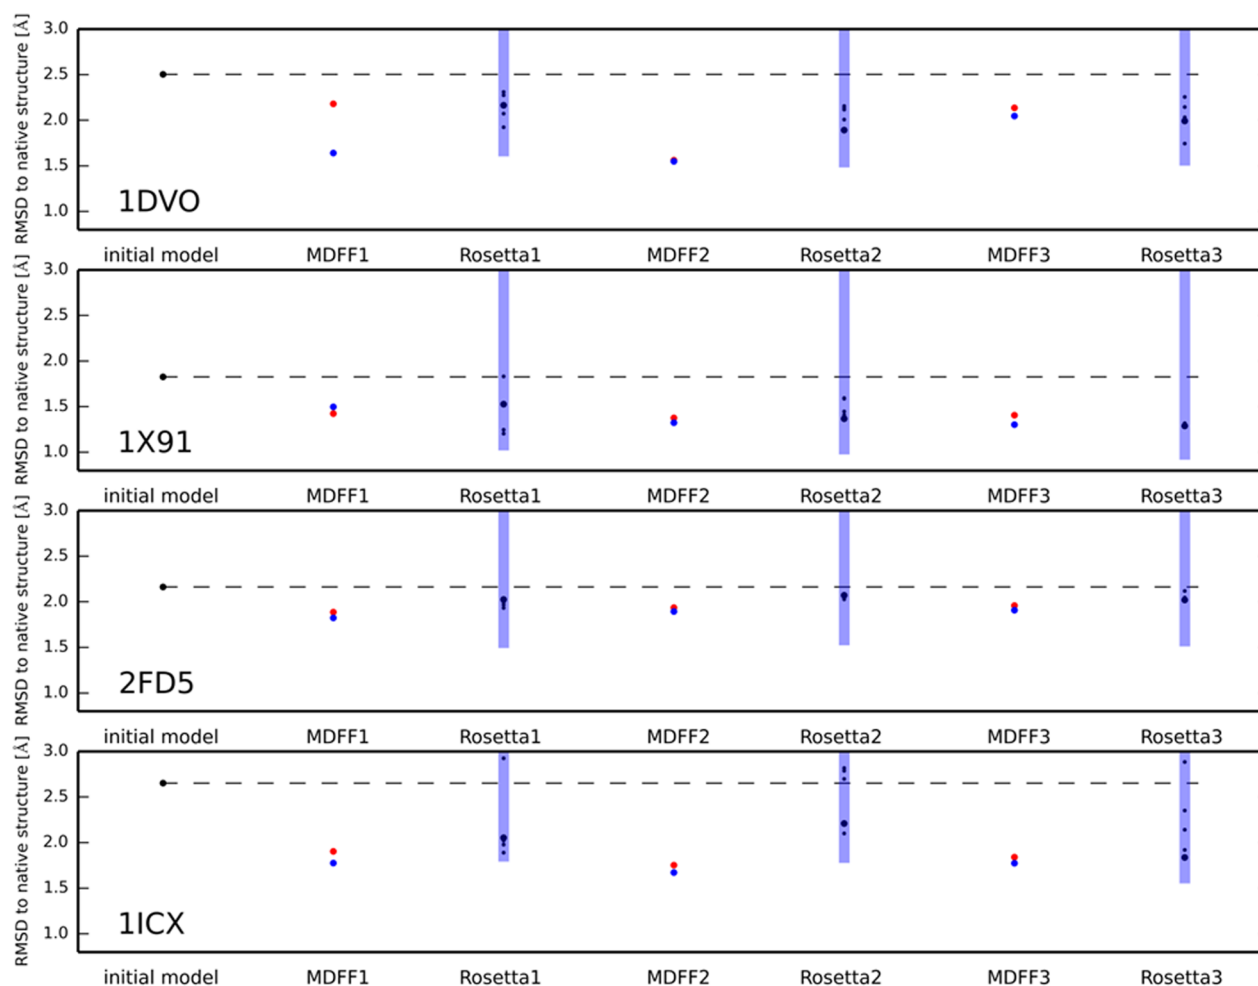 RMSD to native structure [Å]
3.0
2.5
2.0
1.5
1.0
1DVO
initial model MDFF1 Rosetta1 MDFF2 Rosetta2 MDFF3 Rosetta3
RMSD to native structure [Å]
3.0
2.5
2.0
1.5
1.0
1X91
initial model MDFF1 Rosetta1 MDFF2 Rosetta2 MDFF3 Rosetta3
RMSD to native structure [Å]
3.0
2.5
2.0
1.5
1.0
2FD5
initial model MDFF1 Rosetta1 MDFF2 Rosetta2 MDFF3 Rosetta3
RMSD to native structure [Å]
3.0
2.5
2.0
1.5
1.0
1ICX
initial model MDFF1 Rosetta1 MDFF2 Rosetta2 MDFF3 Rosetta3